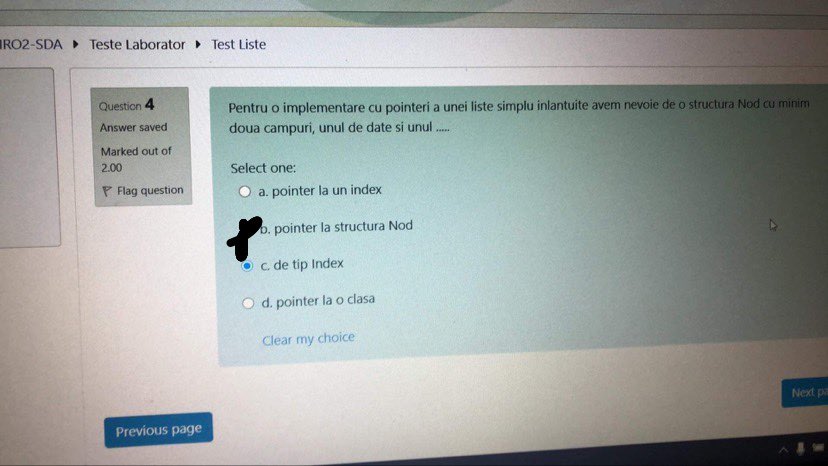 IRO2-SDA ▸ Teste Laborator ▸ Test Liste
Question 4
Answer saved
Marked out of
2.00
Flag question
Pentru o implementare cu pointeri a unei liste simplu inlantuite avem nevoie de o structura Nod cu minim
doua campuri, unul de date si unul .....
Select one:
a. pointer la un index
b. pointer la structura Nod
c. de tip Index
d. pointer la o clasa
Clear my choice
Next
Previous page